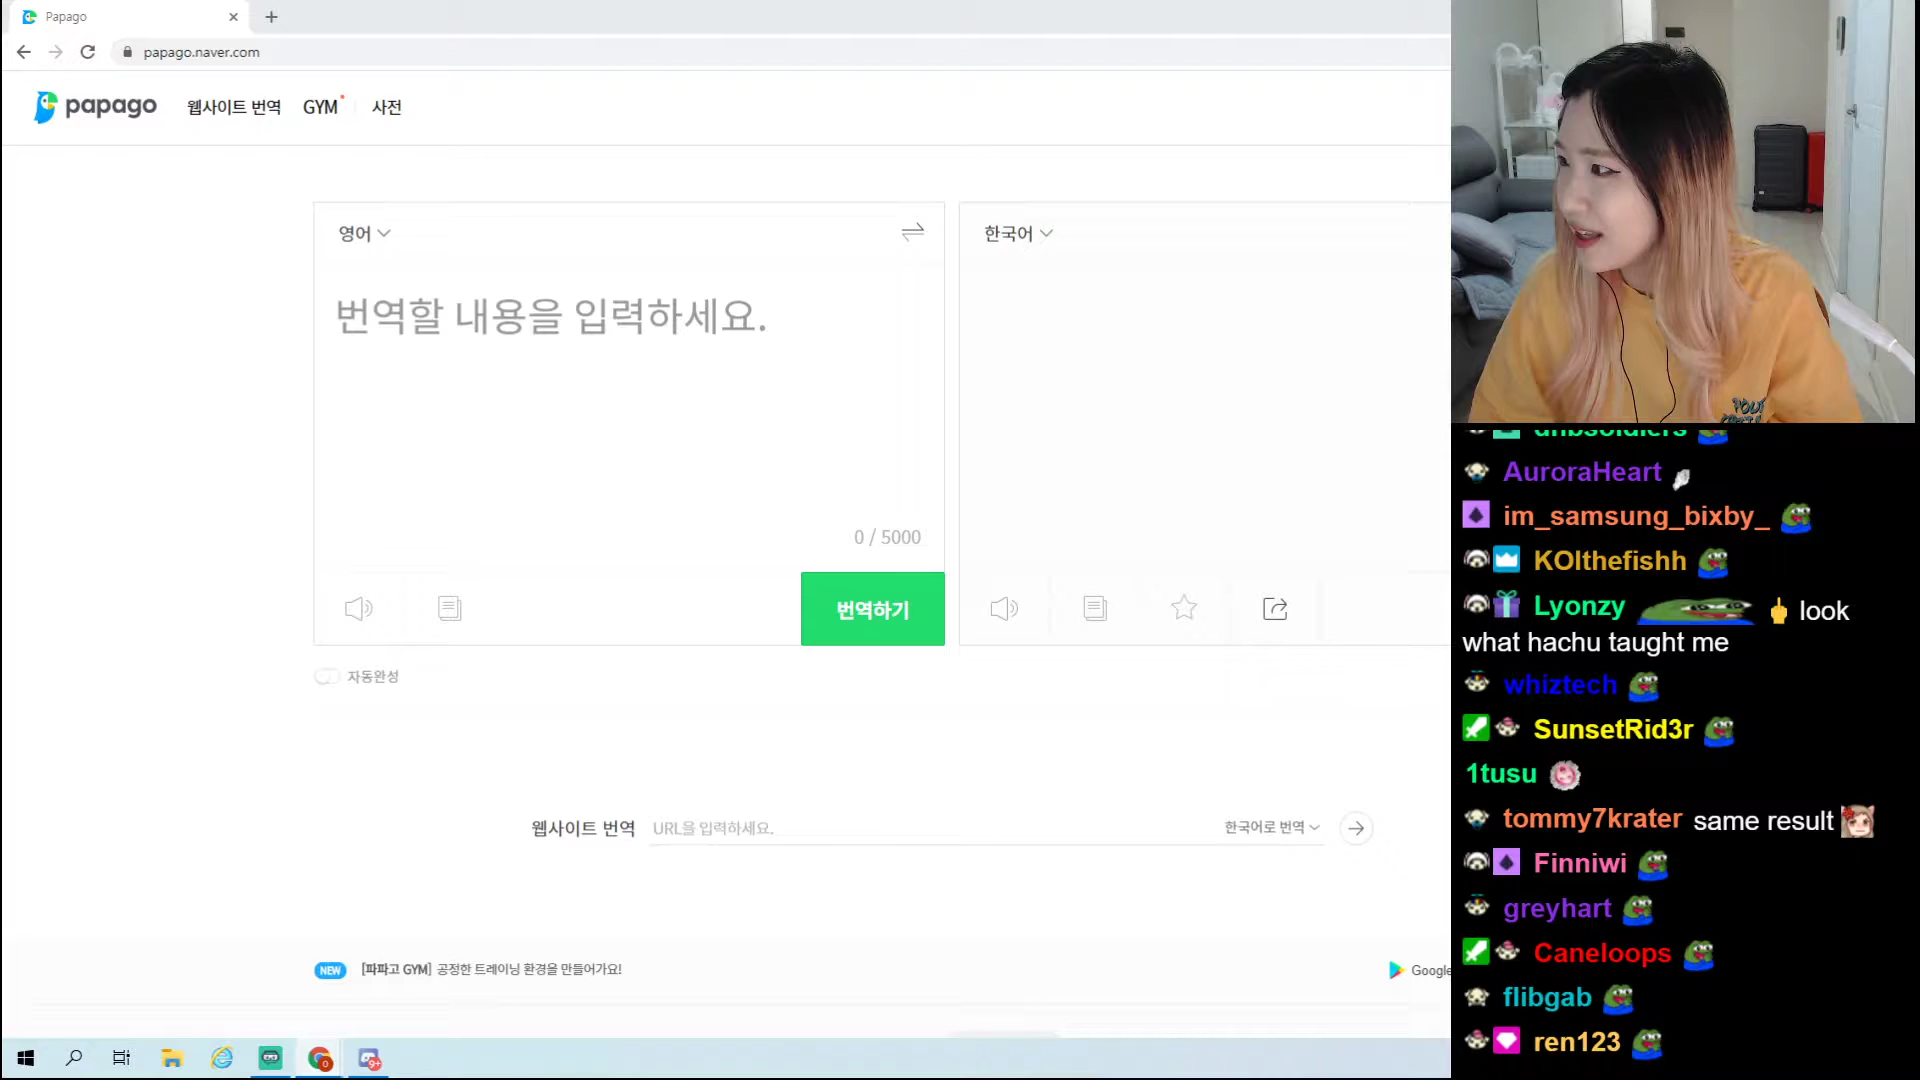 Papago
papago.naver.com
papago 웹사이트 번역 GYM 사전
영어
한국어
번역할 내용을 입력하세요.
0 / 5000
번역하기
자동완성
웹사이트 번역 URL을 입력하세요. 한국어로 번역
NEW [파파고 GYM] 공정한 트레이닝 환경을 만들어가요!
Google
9+
YOUR
dnbsoldiers
AuroraHeart
im_samsung_bixby_
KOIthefishh
Lyonzy look
what hachu taught me
whiztech
SunsetRid3r
1tusu
tommy7krater same result
Finniwi
greyhart
Caneloops
flibgab
ren123